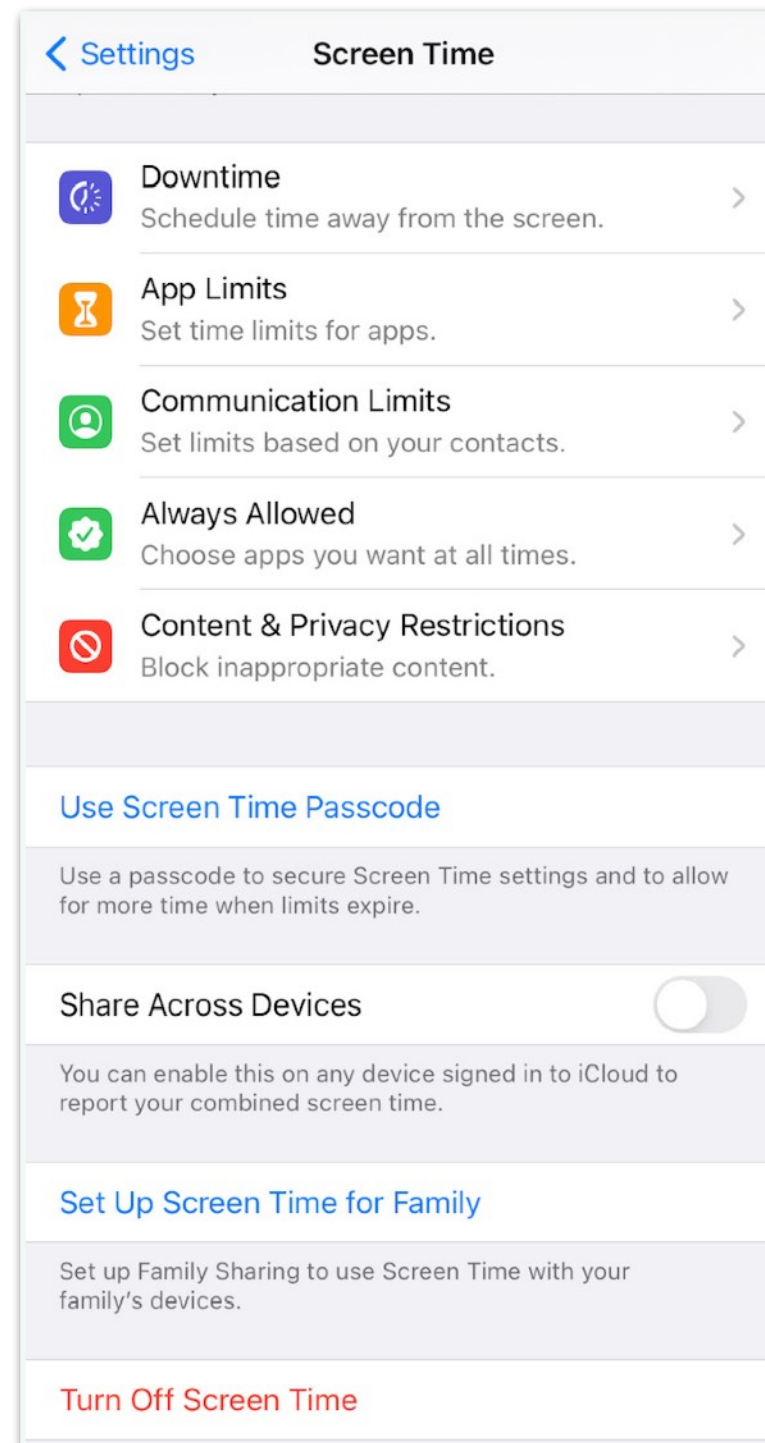 Settings
Screen Time
Downtime
Schedule time away from the screen.
App Limits
Set time limits for apps.
Communication Limits
Set limits based on your contacts.
Always Allowed
Choose apps you want at all times.
Content & Privacy Restrictions
Block inappropriate content.
Use Screen Time Passcode
Use a passcode to secure Screen Time settings and to allow
for more time when limits expire.
Share Across Devices
You can enable this on any device signed in to iCloud to
report your combined screen time.
Set Up Screen Time for Family
Set up Family Sharing to use Screen Time with your
family's devices.
Turn Off Screen Time